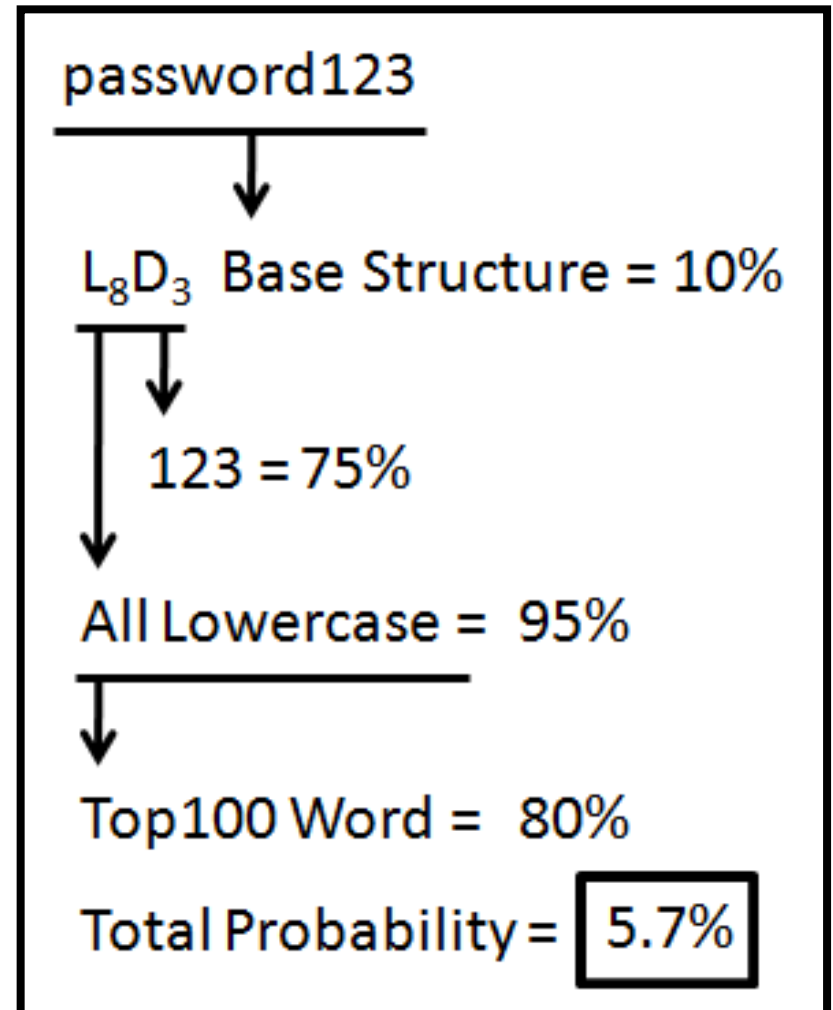 password123
L₈D₃ Base Structure = 10%
123 = 75%
All Lowercase = 95%
Top100 Word = 80%
Total Probability = 5.7%